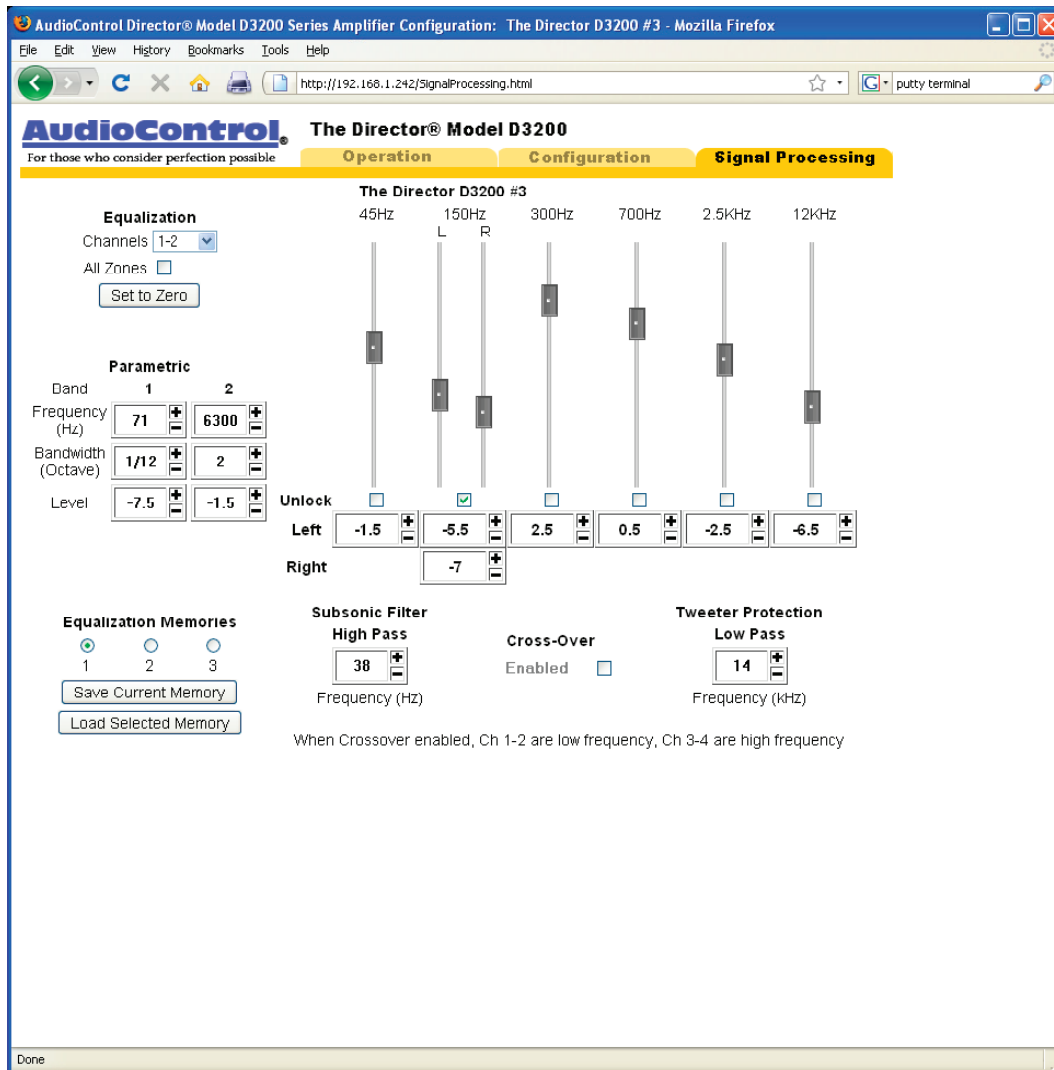 AudioControl Director® Model D3200 Series Amplifier Configuration: The Director D3200 #3 - Mozilla Firefox
File Edit View History Bookmarks Tools Help
http://192.168.1.242/SignalProcessing.html
G putty terminal
AudioControl®
For those who consider perfection possible
The Director® Model D3200
Operation Configuration Signal Processing
The Director D3200 #3
Equalization
Channels 1-2
All Zones
Set to Zero
45Hz 150Hz 300Hz 700Hz 2.5KHz 12KHz
L R
Parametric
Band 1 2
Frequency (Hz) 71 + − 6300 + −
Bandwidth (Octave) 1/12 + − 2 + −
Level -7.5 + − -1.5 + −
Unlock
Left -1.5 + − -5.5 + − 2.5 + − 0.5 + − -2.5 + − -6.5 + −
Right -7 + −
Equalization Memories
1 2 3
Save Current Memory
Load Selected Memory
Subsonic Filter
High Pass
38 + −
Frequency (Hz)
Cross-Over
Enabled
Tweeter Protection
Low Pass
14 + −
Frequency (kHz)
When Crossover enabled, Ch 1-2 are low frequency, Ch 3-4 are high frequency
Done